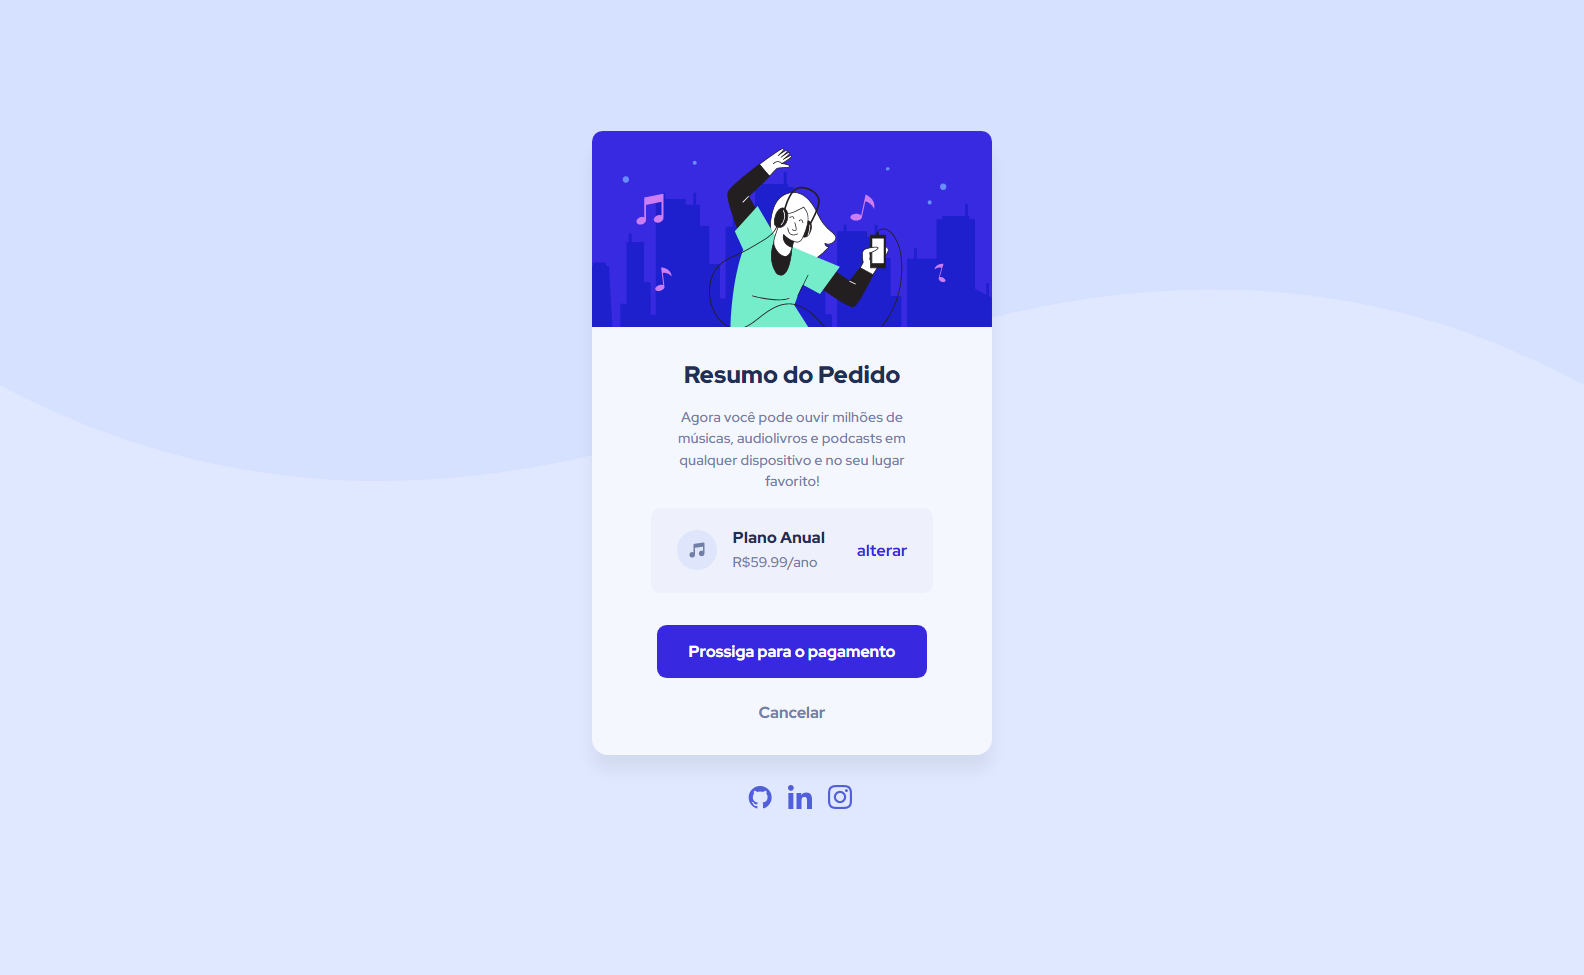 Resumo do Pedido
Agora você pode ouvir milhões de
músicas, audiolivros e podcasts em
qualquer dispositivo e no seu lugar
favorito!
Plano Anual
R$59.99/ano
alterar
Prossiga para o pagamento
Cancelar